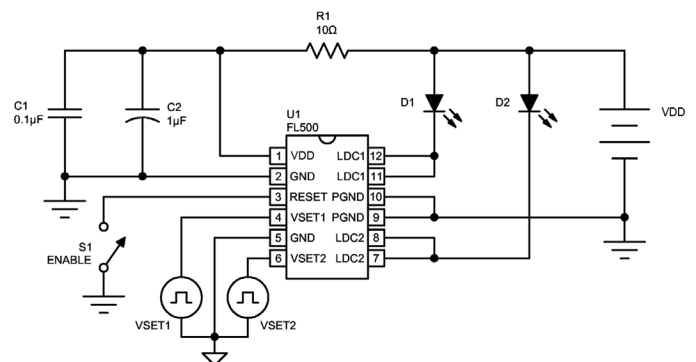 R1
10Ω
C1
0.1µF
C2
1µF
D1
D2
VDD
U1
FL500
1 VDD LDC1 12
2 GND LDC1 11
3 RESET PGND 10
4 VSET1 PGND 9
5 GND LDC2 8
6 VSET2 LDC2 7
S1
ENABLE
VSET1
VSET2